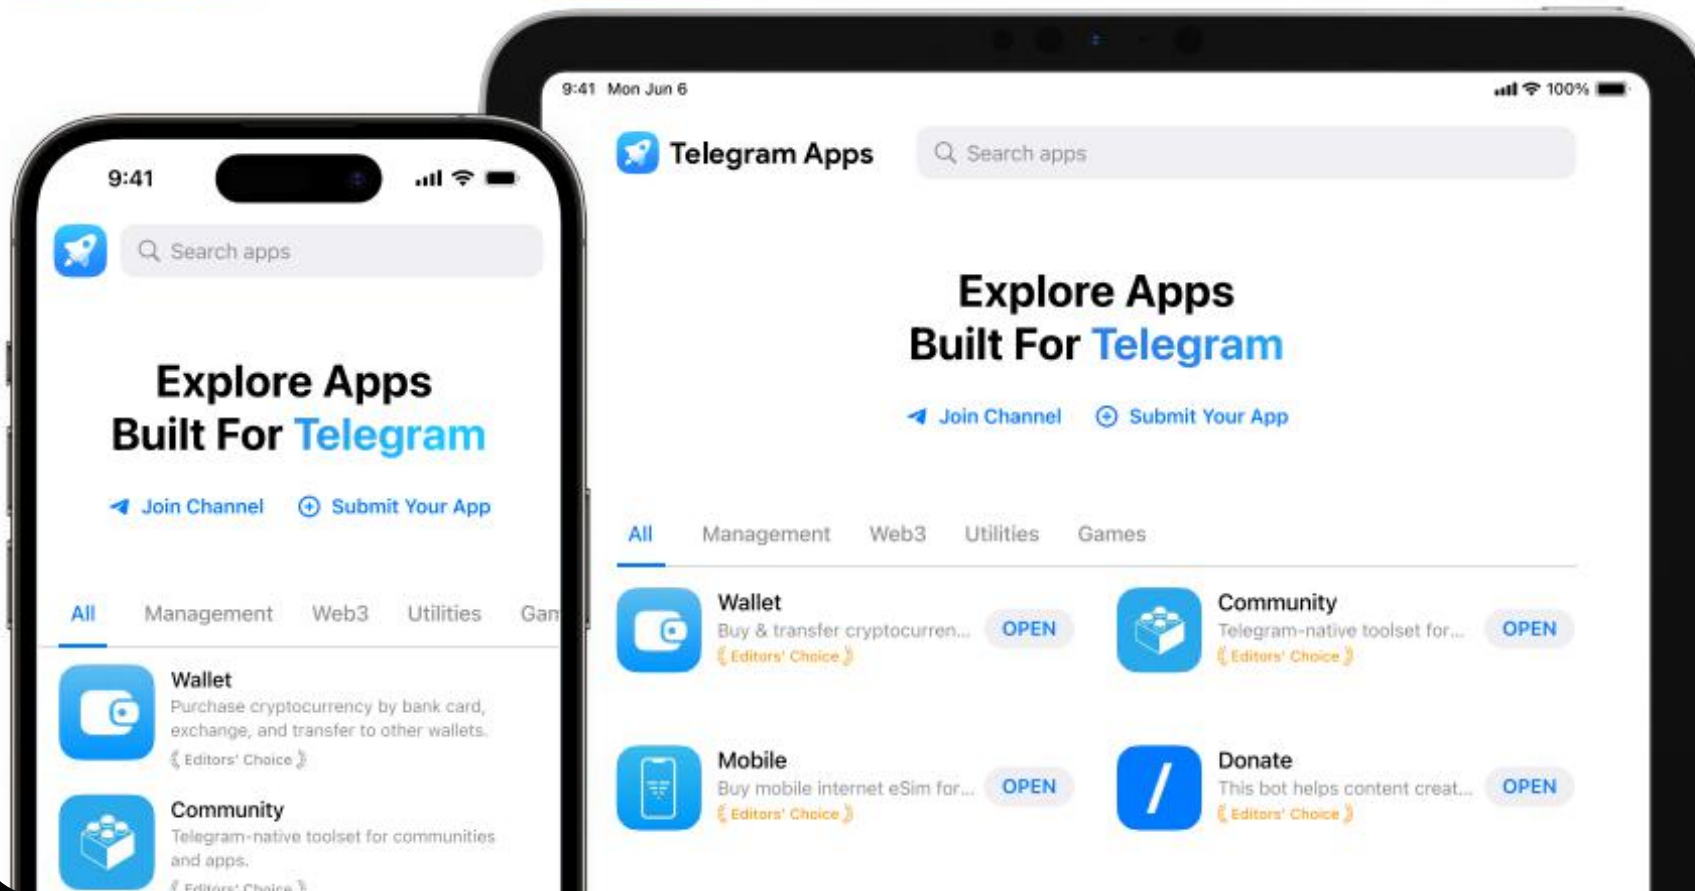 9:41
Search apps
Explore Apps
Built For Telegram
Join Channel
Submit Your App
All
Management
Web3
Utilities
Gam
Wallet
Purchase cryptocurrency by bank card,
exchange, and transfer to other wallets.
Editors' Choice
Community
Telegram-native toolset for communities
and apps.
Editors' Choice
9:41 Mon Jun 6
100%
Telegram Apps
Search apps
Explore Apps
Built For Telegram
Join Channel
Submit Your App
All
Management
Web3
Utilities
Games
Wallet
Buy & transfer cryptocurren...
Editors' Choice
OPEN
Community
Telegram-native toolset for...
Editors' Choice
OPEN
Mobile
Buy mobile internet eSim for...
Editors' Choice
OPEN
Donate
This bot helps content creat...
Editors' Choice
OPEN